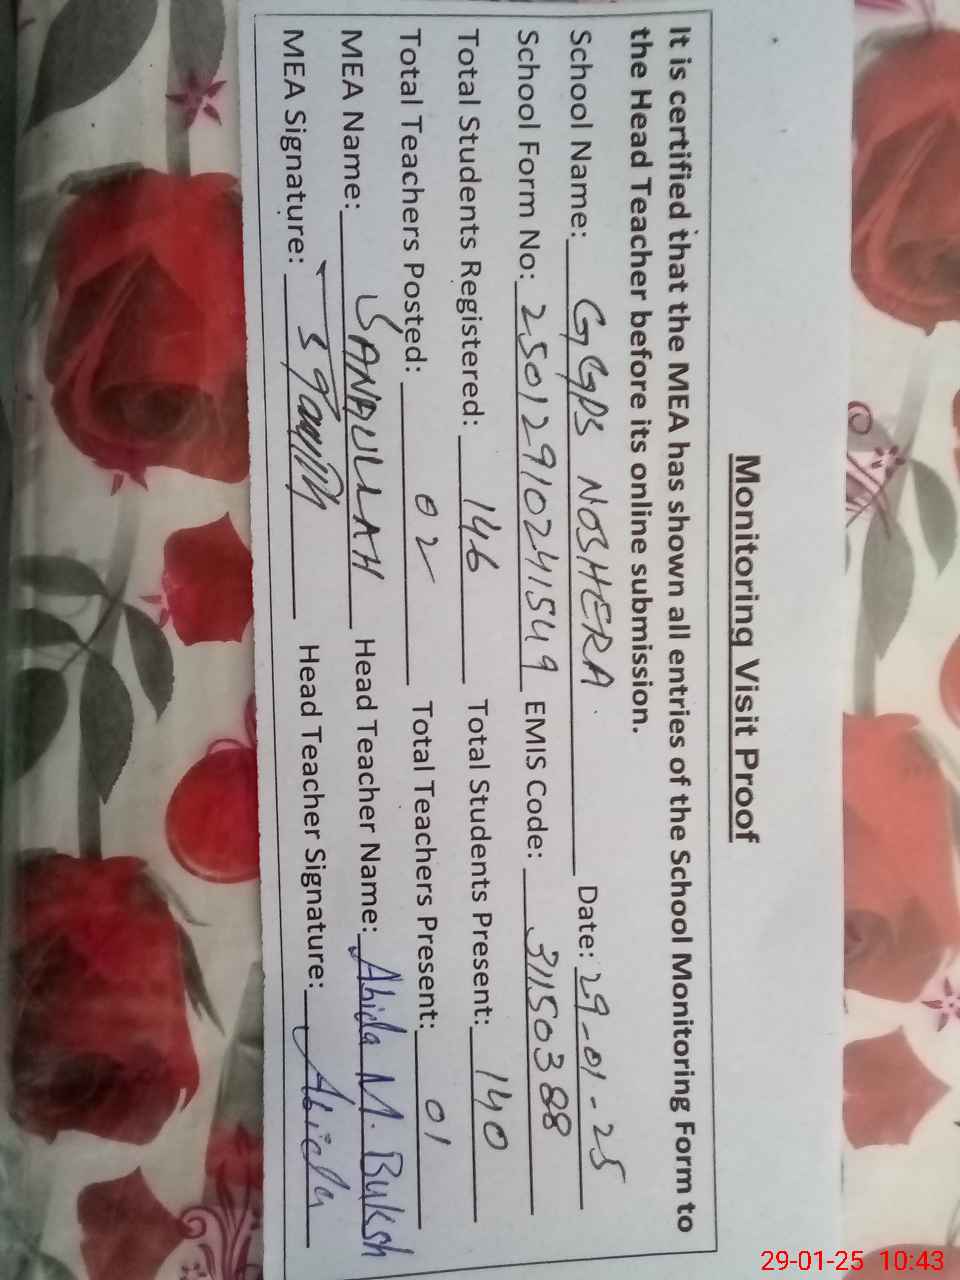 Monitoring Visit Proof
It is certified that the MEA has shown all entries of the School Monitoring Form to
the Head Teacher before its online submission.
School Name: GGPS NOSHERA Date: 29-01-25
School Form No: 250129102241549 EMIS Code: 31150388
Total Students Registered: 146 Total Students Present: 140
Total Teachers Posted: 02 Total Teachers Present: 01
MEA Name: SANAULLAH Head Teacher Name: Abida M. Buksh
MEA Signature: Head Teacher Signature: Abida
29-01-25 10:43